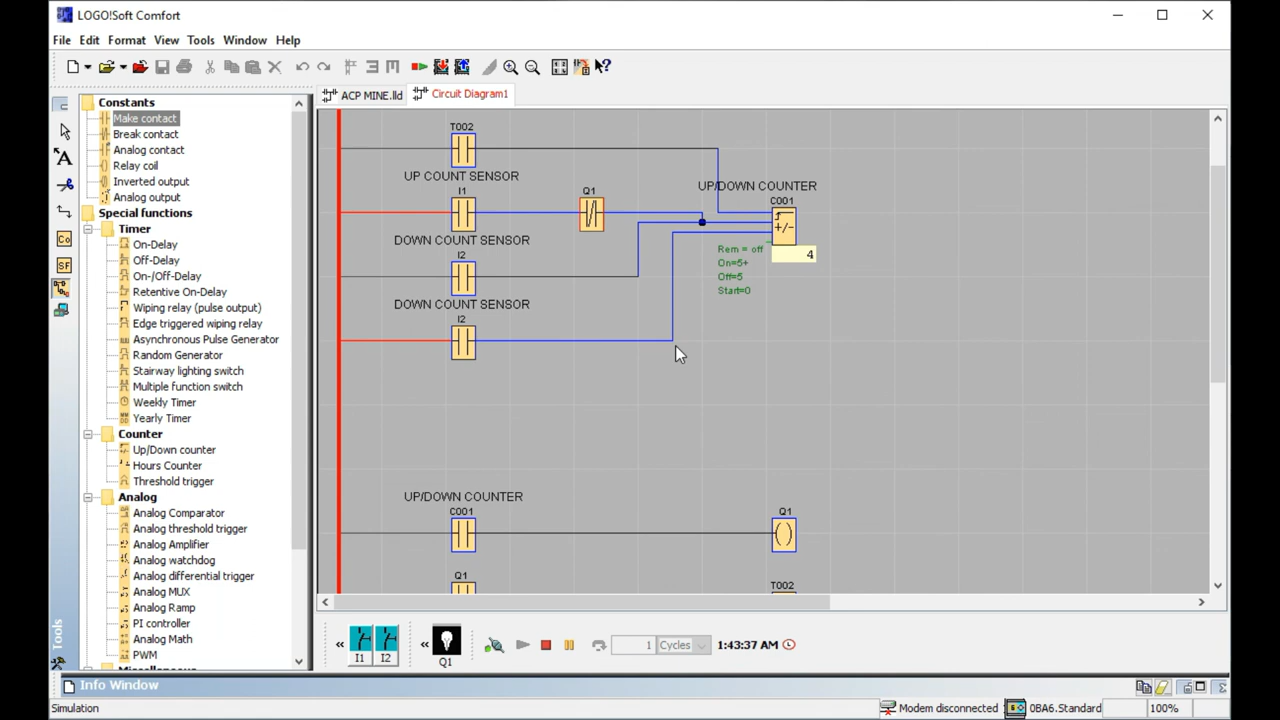 LOGO!Soft Comfort
File Edit Format View Tools Window Help
Constants
Make contact
Break contact
Analog contact
Relay coil
Inverted output
Analog output
Special functions
Timer
On-Delay
Off-Delay
On-/Off-Delay
Retentive On-Delay
Wiping relay (pulse output)
Edge triggered wiping relay
Asynchronous Pulse Generator
Random Generator
Stairway lighting switch
Multiple function switch
Weekly Timer
Yearly Timer
Counter
Up/Down counter
Hours Counter
Threshold trigger
Analog
Analog Comparator
Analog threshold trigger
Analog Amplifier
Analog watchdog
Analog differential trigger
Analog MUX
Analog Ramp
PI controller
Analog Math
PWM
Co
SF
Tools
ACP MINE.lld Circuit Diagram1
T002
UP COUNT SENSOR
I1 Q1
DOWN COUNT SENSOR
I2
DOWN COUNT SENSOR
I2
UP/DOWN COUNTER
C001
+/-
4
Rem = off
On=5+
Off=5
Start=0
UP/DOWN COUNTER
C001 Q1
Q1 T002
I1 I2 Q1
1 Cycles 1:43:37 AM
Info Window
Simulation Modem disconnected 0BA6.Standard 100%